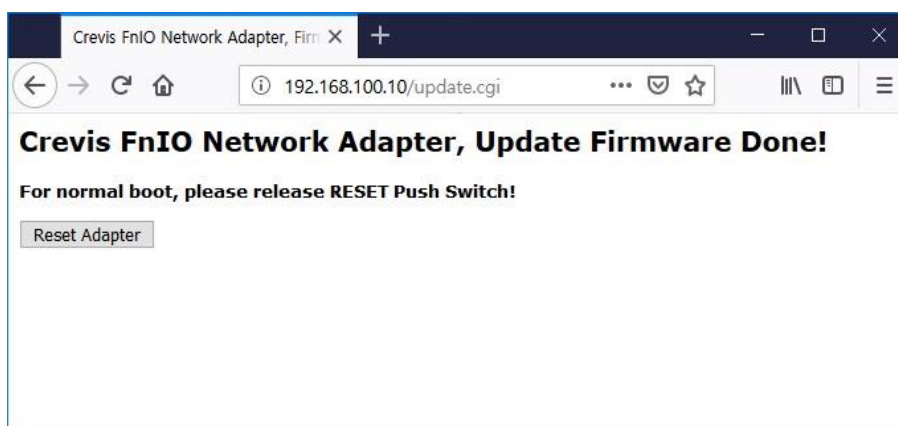 Crevis FnIO Network Adapter, Firm
192.168.100.10/update.cgi
Crevis FnIO Network Adapter, Update Firmware Done!
For normal boot, please release RESET Push Switch!
Reset Adapter